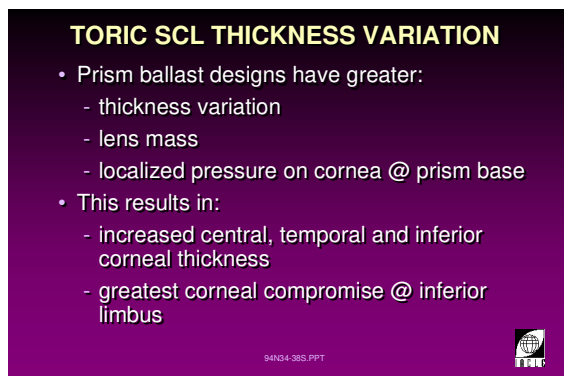 TORIC SCL THICKNESS VARIATION
• Prism ballast designs have greater:
- thickness variation
- lens mass
- localized pressure on cornea @ prism base
• This results in:
- increased central, temporal and inferior
corneal thickness
- greatest corneal compromise @ inferior
limbus
94N34-38S.PPT
IACLE